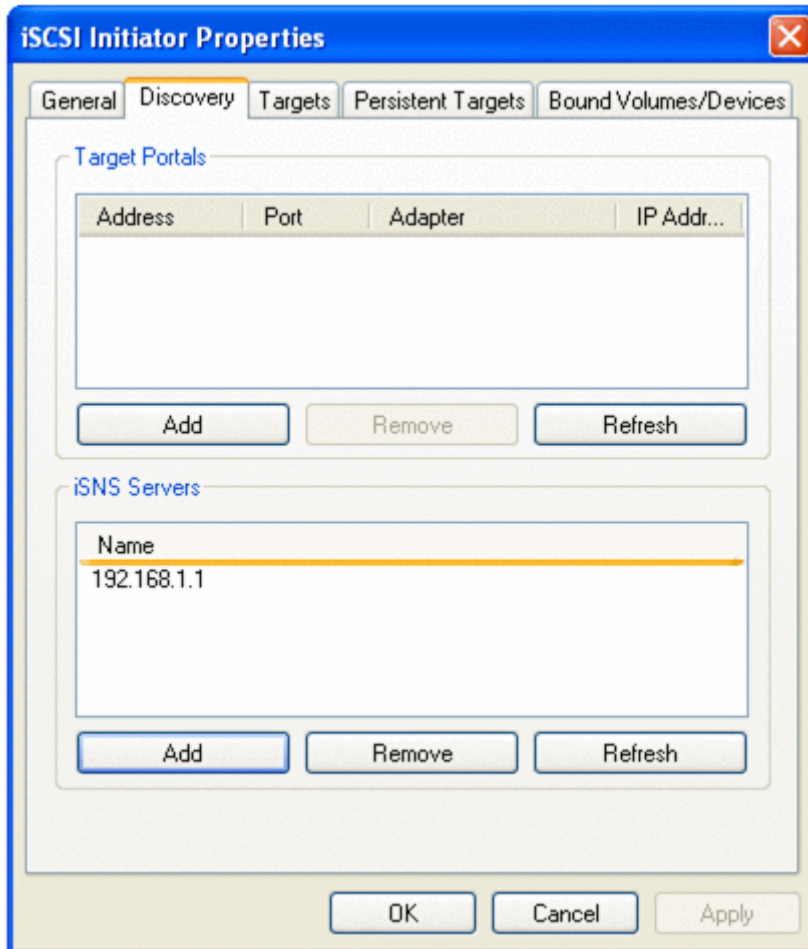 iSCSI Initiator Properties
General Discovery Targets Persistent Targets Bound Volumes/Devices
Target Portals
Address Port Adapter IP Addr...
Add Remove Refresh
iSNS Servers
Name
192.168.1.1
Add Remove Refresh
OK Cancel Apply